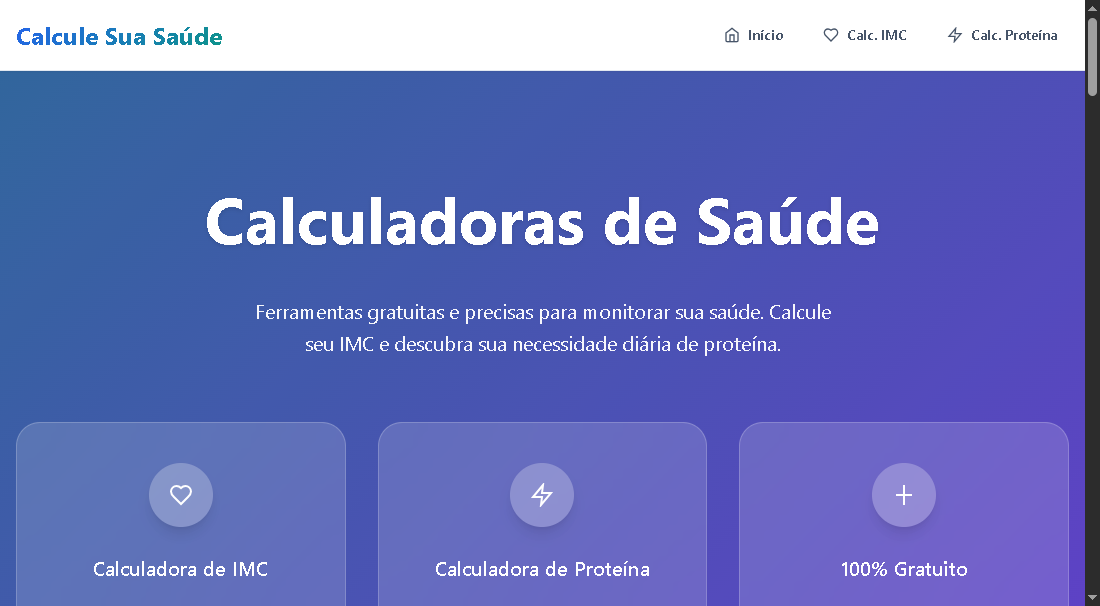 Calcule Sua Saúde
Início
Calc. IMC
Calc. Proteína
Calculadoras de Saúde
Ferramentas gratuitas e precisas para monitorar sua saúde. Calcule
seu IMC e descubra sua necessidade diária de proteína.
Calculadora de IMC
Calculadora de Proteína
100% Gratuito